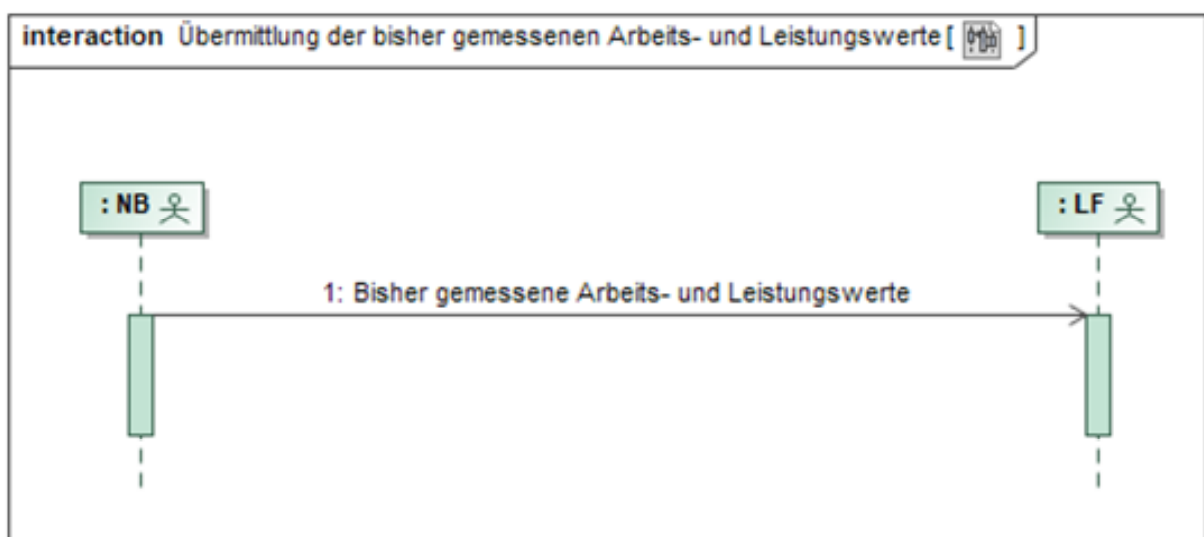 interaction Übermittlung der bisher gemessenen Arbeits- und Leistungswerte [ ]
: NB
: LF
1: Bisher gemessene Arbeits- und Leistungswerte